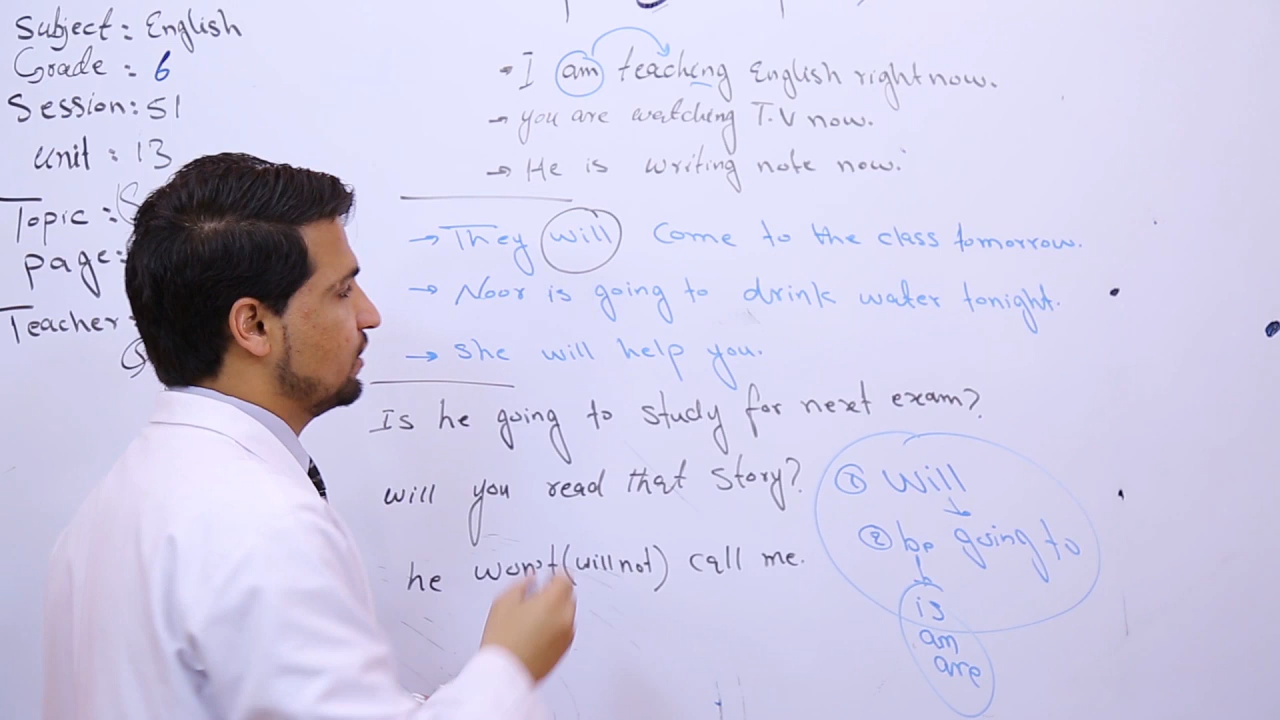 Subject: English
Grade: 6
Session: 51
Unit: 13
Topic:
page:
Teacher
I am teaching English right now.
→ you are watching T.V now.
→ He is writing note now.
→ They will come to the class tomorrow.
→ Noor is going to drink water tonight.
→ She will help you.
Is he going to study for next exam?
will you read that story?
he won't (will not) call me.
① will
② be going to
is
am
are